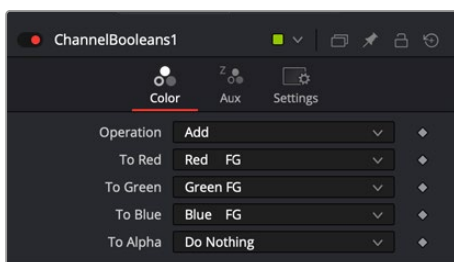 ChannelBooleans1
Color Aux Settings
Operation Add
To Red Red FG
To Green Green FG
To Blue Blue FG
To Alpha Do Nothing